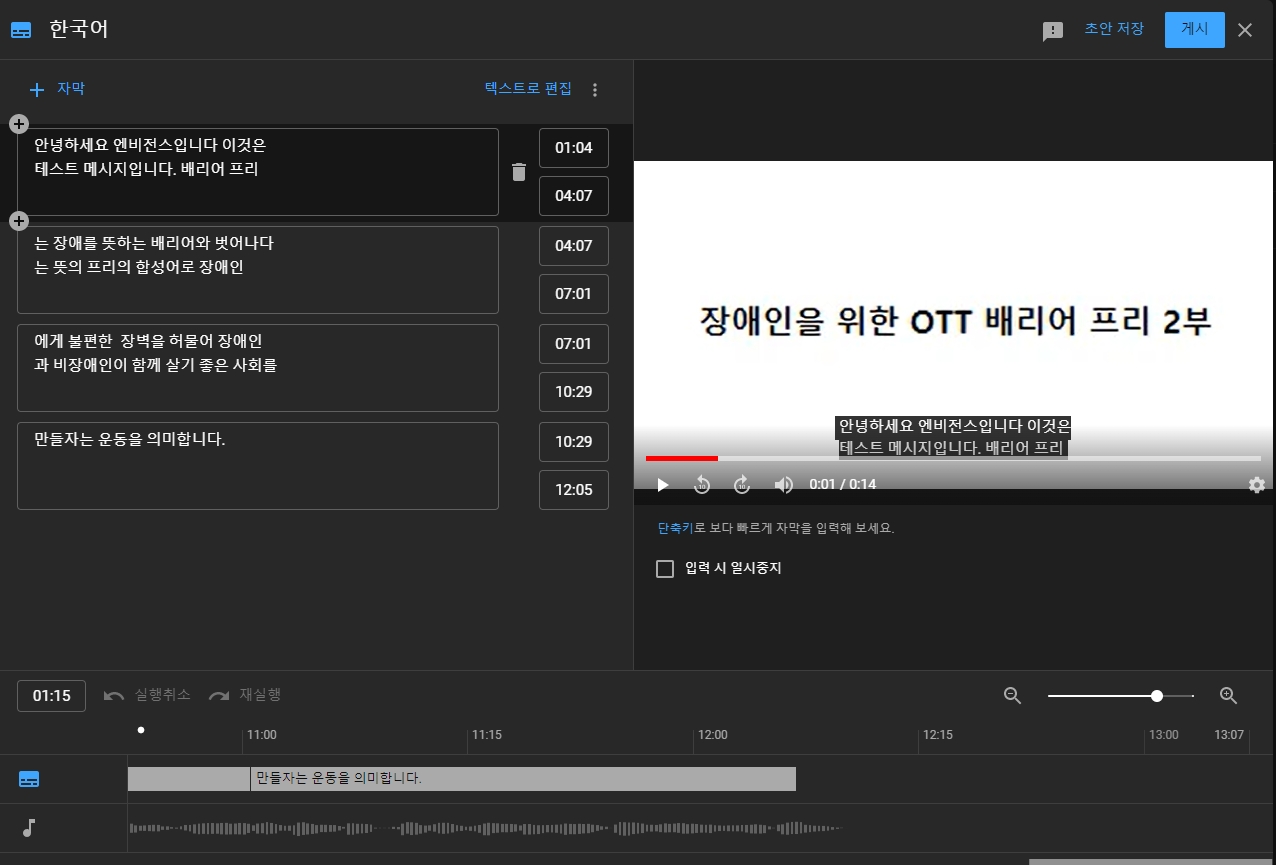 한국어
초안 저장
게시
자막
텍스트로 편집
안녕하세요 엔비전스입니다 이것은
테스트 메시지입니다. 배리어 프리
01:04
04:07
는 장애를 뜻하는 배리어와 벗어나다
는 뜻의 프리의 합성어로 장애인
04:07
07:01
에게 불편한  장벽을 허물어 장애인
과 비장애인이 함께 살기 좋은 사회를
07:01
10:29
만들자는 운동을 의미합니다.
10:29
12:05
장애인을 위한 OTT 배리어 프리 2부
안녕하세요 엔비전스입니다 이것은
테스트 메시지입니다. 배리어 프리
10
10
0:01 / 0:14
단축키로 보다 빠르게 자막을 입력해 보세요.
입력 시 일시중지
01:15
실행취소
재실행
11:00
11:15
12:00
12:15
13:00
13:07
만들자는 운동을 의미합니다.